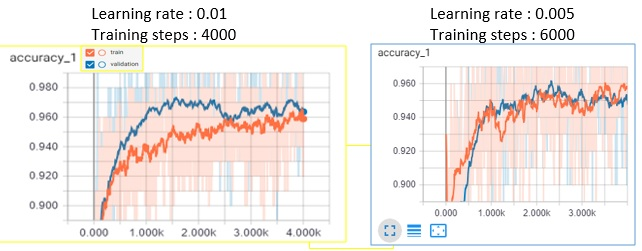 Learning rate : 0.01
Training steps : 4000
accuracy_1
train
validation
0.980
0.960
0.940
0.920
0.900
0.000
1.000k
2.000k
3.000k
4.000k
Learning rate : 0.005
Training steps : 6000
accuracy_1
0.960
0.940
0.920
0.900
0.000
1.000k
2.000k
3.000k